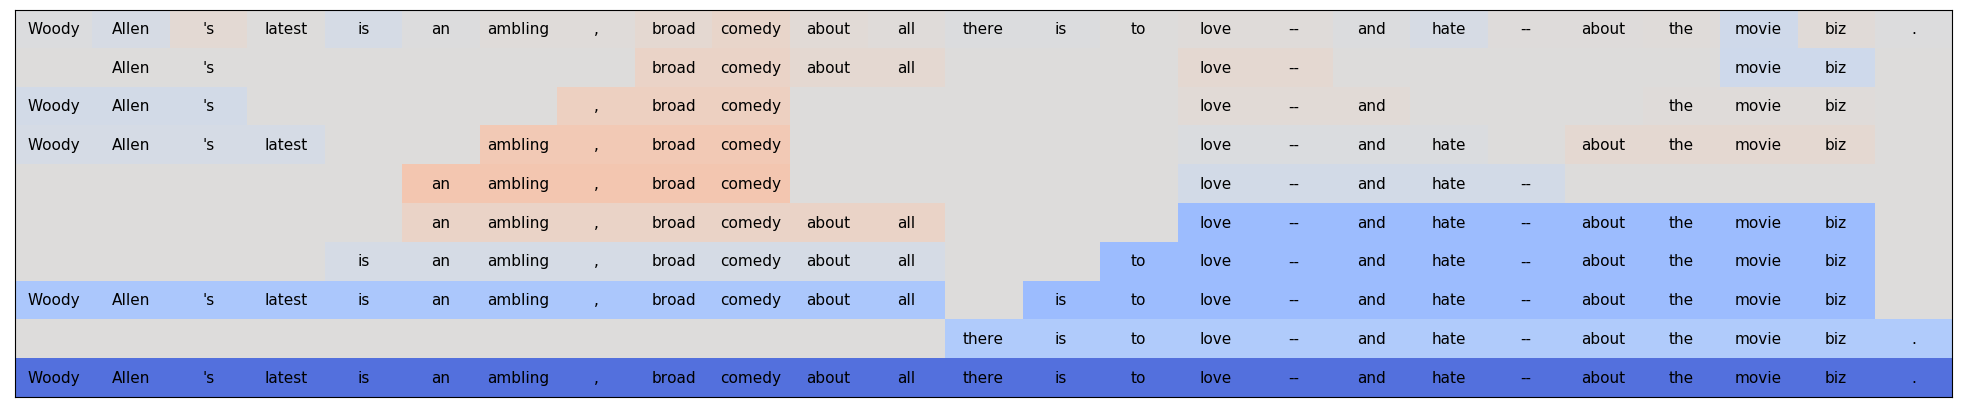 Woody Allen 's latest is an ambling , broad comedy about all there is to love -- and hate -- about the movie biz .
Allen 's broad comedy about all love -- movie biz
Woody Allen 's , broad comedy love -- and the movie biz
Woody Allen 's latest ambling , broad comedy love -- and hate about the movie biz
an ambling , broad comedy love -- and hate --
an ambling , broad comedy about all love -- and hate -- about the movie biz
is an ambling , broad comedy about all to love -- and hate -- about the movie biz
Woody Allen 's latest is an ambling , broad comedy about all is to love -- and hate -- about the movie biz
there is to love -- and hate -- about the movie biz .
Woody Allen 's latest is an ambling , broad comedy about all there is to love -- and hate -- about the movie biz .